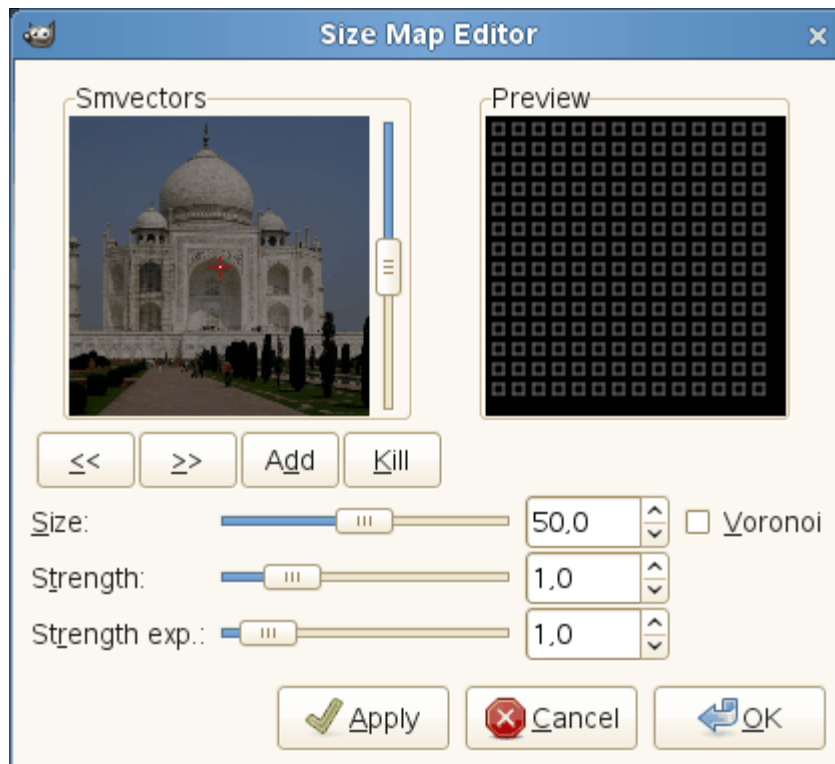 Size Map Editor
Smvectors
Preview
<< >> Add Kill
Size: 50,0 Voronoi
Strength: 1,0
Strength exp.: 1,0
Apply Cancel OK